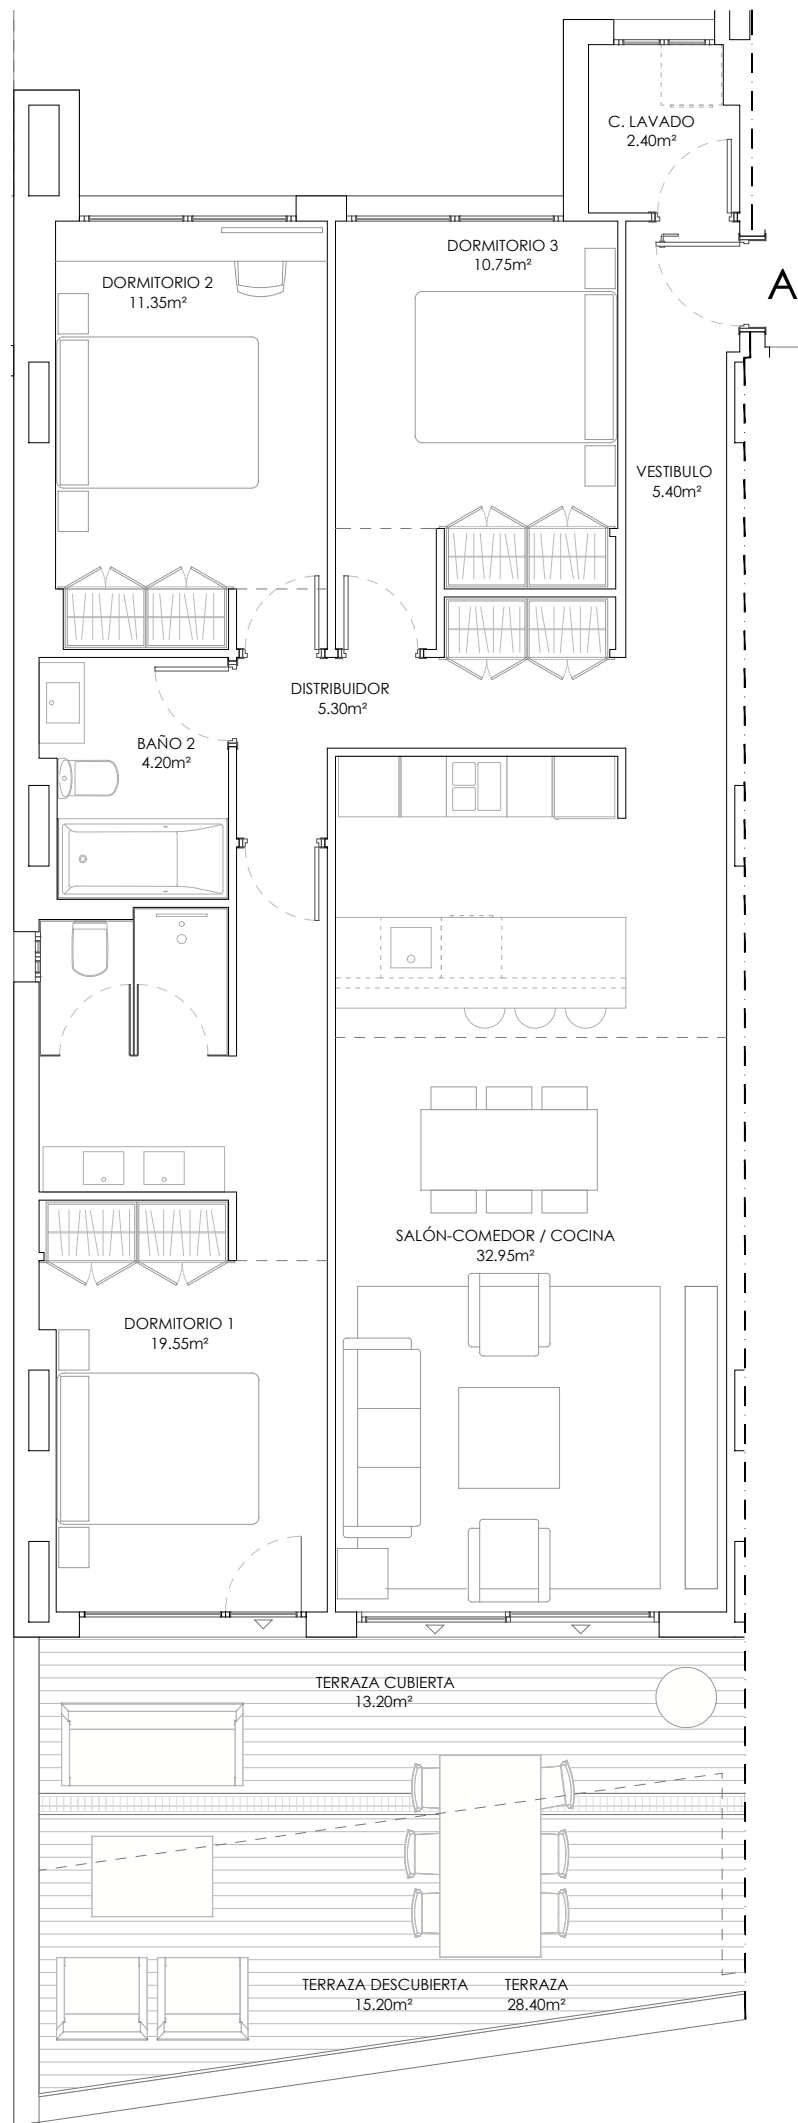 C. LAVADO
2.40m²
DORMITORIO 3
10.75m²
DORMITORIO 2
11.35m²
A
VESTIBULO
5.40m²
DISTRIBUIDOR
5.30m²
BAÑO 2
4.20m²
SALÓN-COMEDOR / COCINA
32.95m²
DORMITORIO 1
19.55m²
TERRAZA CUBIERTA
13.20m²
TERRAZA DESCUBIERTA
15.20m²
TERRAZA
28.40m²